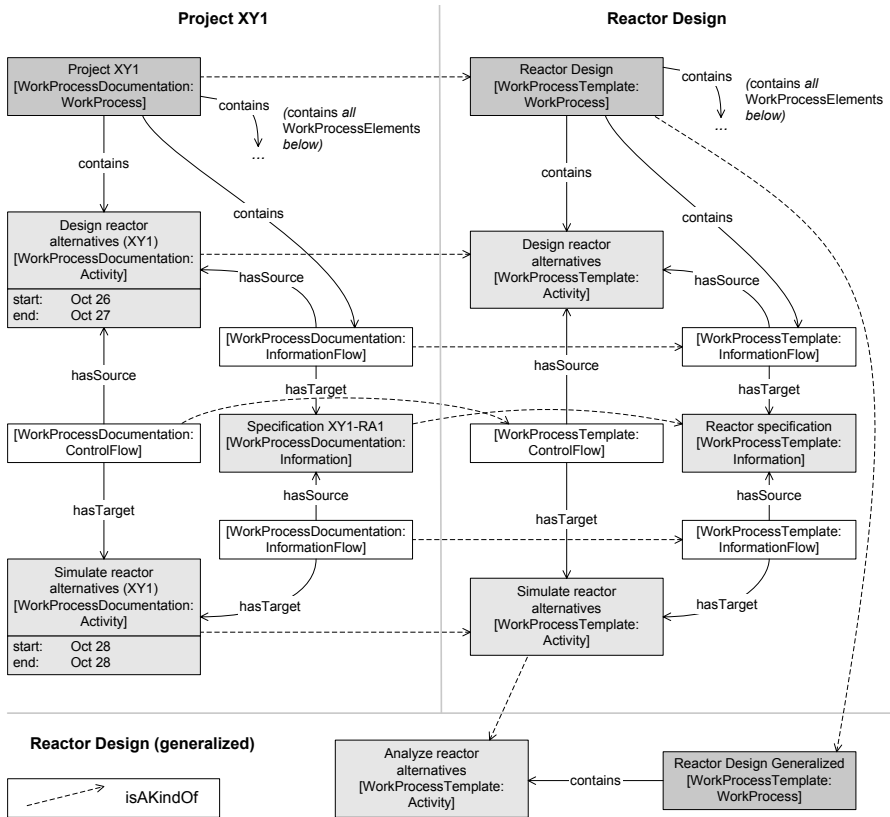 Project XY1
Reactor Design
Project XY1
[WorkProcessDocumentation:
WorkProcess]
contains
(contains all
WorkProcessElements
below)
...
contains
contains
Design reactor
alternatives (XY1)
[WorkProcessDocumentation:
Activity]
start: Oct 26
end: Oct 27
hasSource
[WorkProcessDocumentation:
InformationFlow]
hasSource
hasTarget
[WorkProcessDocumentation:
ControlFlow]
Specification XY1-RA1
[WorkProcessDocumentation:
Information]
hasSource
hasTarget
[WorkProcessDocumentation:
InformationFlow]
Simulate reactor
alternatives (XY1)
[WorkProcessDocumentation:
Activity]
hasTarget
start: Oct 28
end: Oct 28
Reactor Design
[WorkProcessTemplate:
WorkProcess]
contains
(contains all
WorkProcessElements
below)
...
contains
contains
Design reactor
alternatives
[WorkProcessTemplate:
Activity]
hasSource
[WorkProcessTemplate:
InformationFlow]
hasSource
hasTarget
[WorkProcessTemplate:
ControlFlow]
Reactor specification
[WorkProcessTemplate:
Information]
hasSource
hasTarget
[WorkProcessTemplate:
InformationFlow]
Simulate reactor
alternatives
[WorkProcessTemplate:
Activity]
hasTarget
Reactor Design (generalized)
isAKindOf
Analyze reactor
alternatives
[WorkProcessTemplate:
Activity]
contains
Reactor Design Generalized
[WorkProcessTemplate:
WorkProcess]